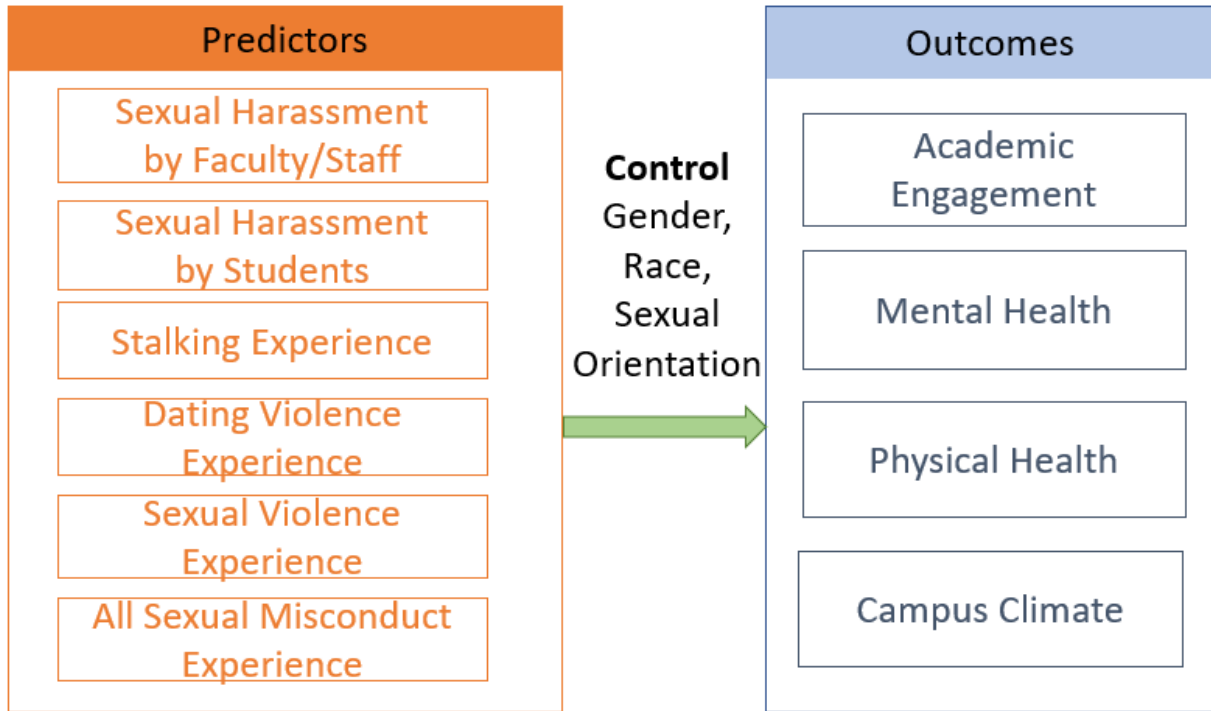 Predictors
Sexual Harassment
by Faculty/Staff
Sexual Harassment
by Students
Stalking Experience
Dating Violence
Experience
Sexual Violence
Experience
All Sexual Misconduct
Experience
Control
Gender,
Race,
Sexual
Orientation
Outcomes
Academic
Engagement
Mental Health
Physical Health
Campus Climate